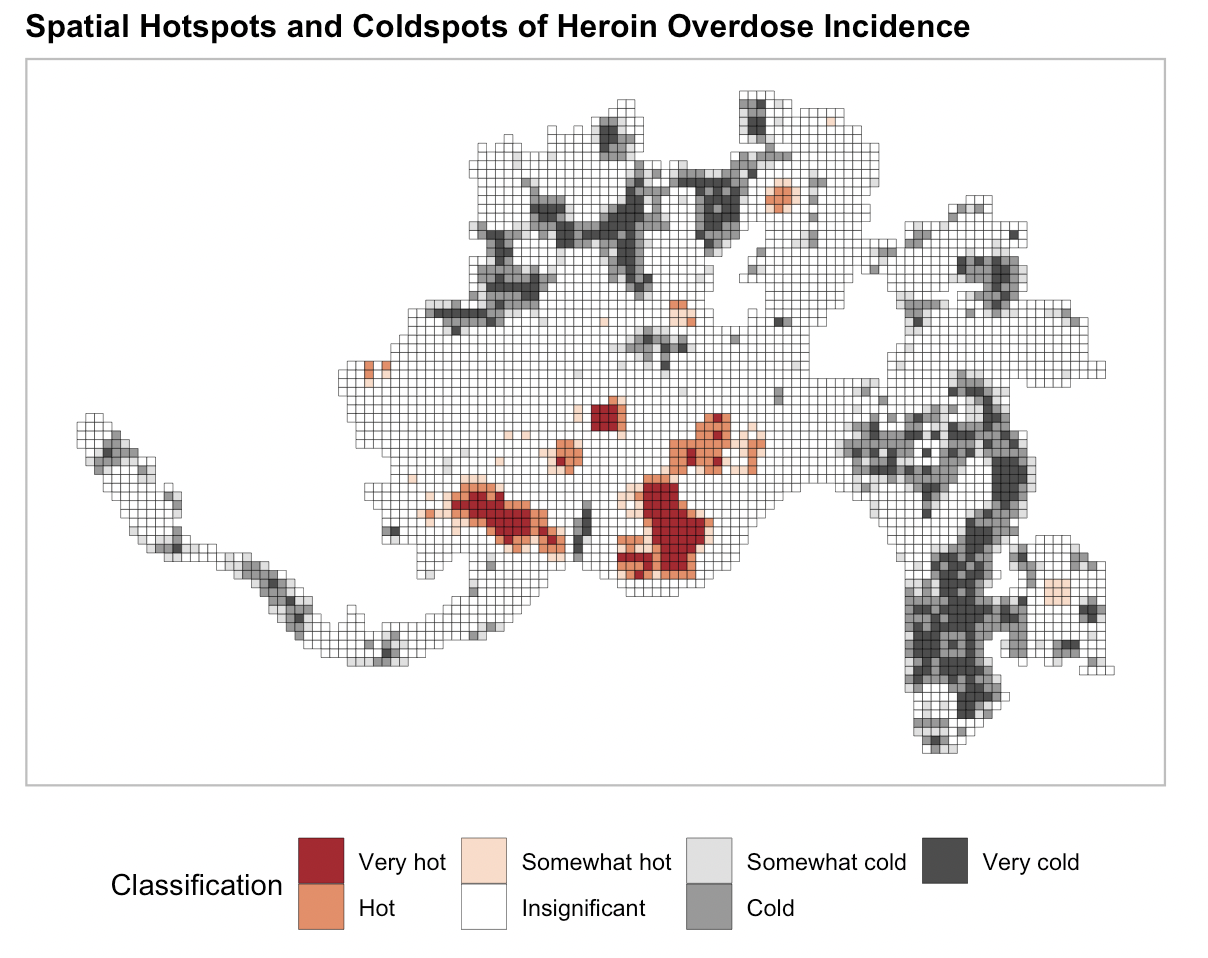 Spatial Hotspots and Coldspots of Heroin Overdose Incidence
Classification
Very hot
Somewhat hot
Somewhat cold
Very cold
Hot
Insignificant
Cold